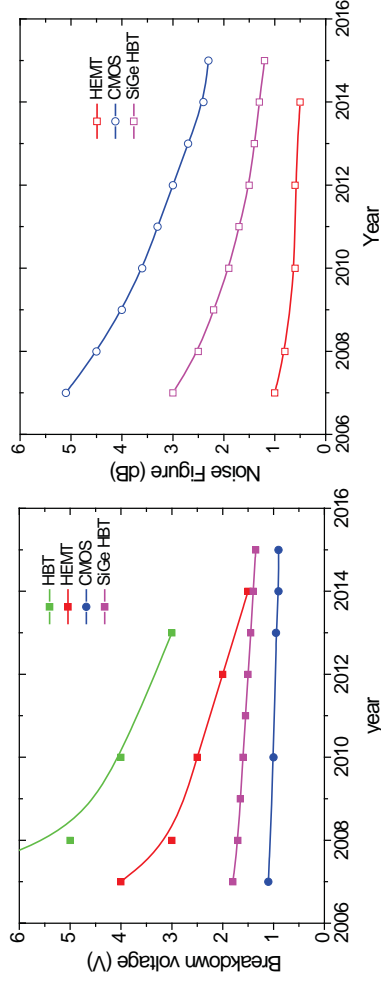 6
5
4
3
2
1
0
Breakdown voltage (V)
2006
2008
2010
2012
2014
2016
year
HBT
HEMT
CMOS
SiGe HBT
6
5
4
3
2
1
0
Noise Figure (dB)
2006
2008
2010
2012
2014
2016
Year
HEMT
CMOS
SiGe HBT